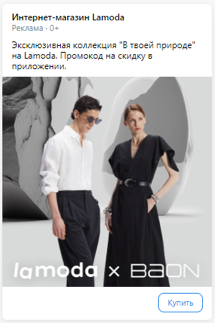 Интернет-магазин Lamoda
Реклама · 0+
Эксклюзивная коллекция "В твоей природе"
на Lamoda. Промокод на скидку в
приложении.
lamoda x BAON
Купить